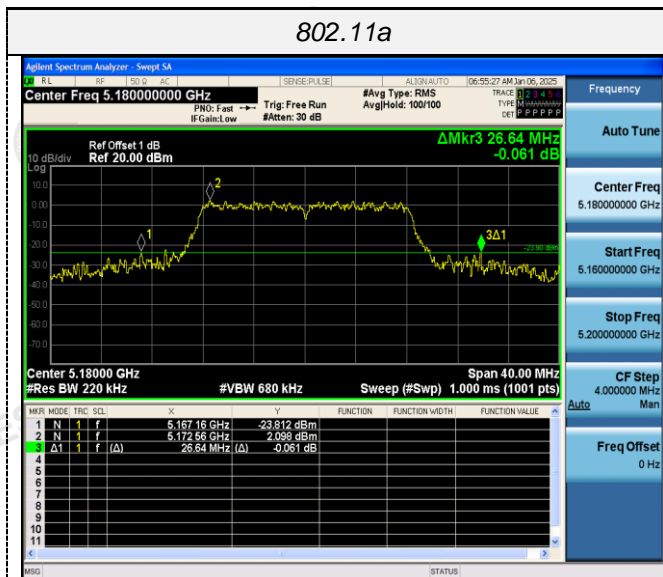 802.11a
Agilent Spectrum Analyzer - Swept SA
LXI RL RF 50 Ω AC SENSE:PULSE ALIGN AUTO 06:55:27 AM Jan 06, 2025
Center Freq 5.180000000 GHz #Avg Type: RMS TRACE 1 2 3 4 5 6
PNO: Fast Trig: Free Run Avg|Hold: 100/100 TYPE M
IFGain:Low #Atten: 30 dB DET P P P P P P
Frequency
Auto Tune
ΔMkr3 26.64 MHz
-0.061 dB
Ref Offset 1 dB
10 dB/div Ref 20.00 dBm
Log
10.0
0.00
-10.0
-20.0
-30.0
-40.0
-50.0
-60.0
-70.0
1
2
3Δ1
-23.90 dBm
Center Freq
5.180000000 GHz
Start Freq
5.160000000 GHz
Stop Freq
5.200000000 GHz
Center 5.18000 GHz Span 40.00 MHz
#Res BW 220 kHz #VBW 680 kHz Sweep (#Swp) 1.000 ms (1001 pts)
CF Step
4.000000 MHz
Auto Man
Freq Offset
0 Hz
MKR MODE TRC SCL X Y FUNCTION FUNCTION WIDTH FUNCTION VALUE
1 N 1 f 5.167 16 GHz -23.812 dBm
2 N 1 f 5.172 56 GHz 2.098 dBm
3 Δ1 1 f (Δ) 26.64 MHz (Δ) -0.061 dB
4
5
6
7
8
9
10
11
MSG STATUS